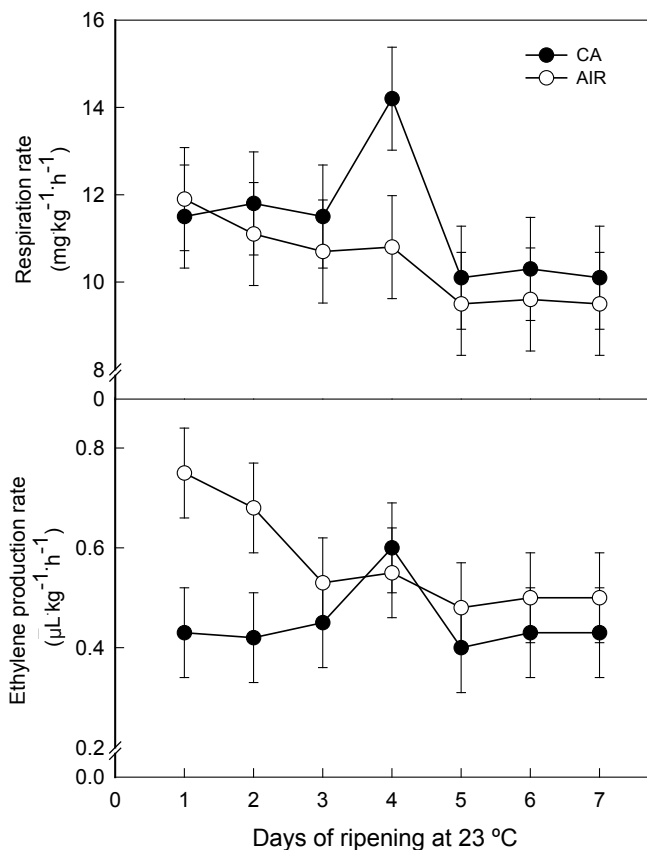 16
CA
AIR
14
12
10
8
0
Respiration rate
(mg·kg⁻¹·h⁻¹)
0.8
0.6
0.4
0.2
0.0
Ethylene production rate
(µL·kg⁻¹·h⁻¹)
0 1 2 3 4 5 6 7
Days of ripening at 23 ºC